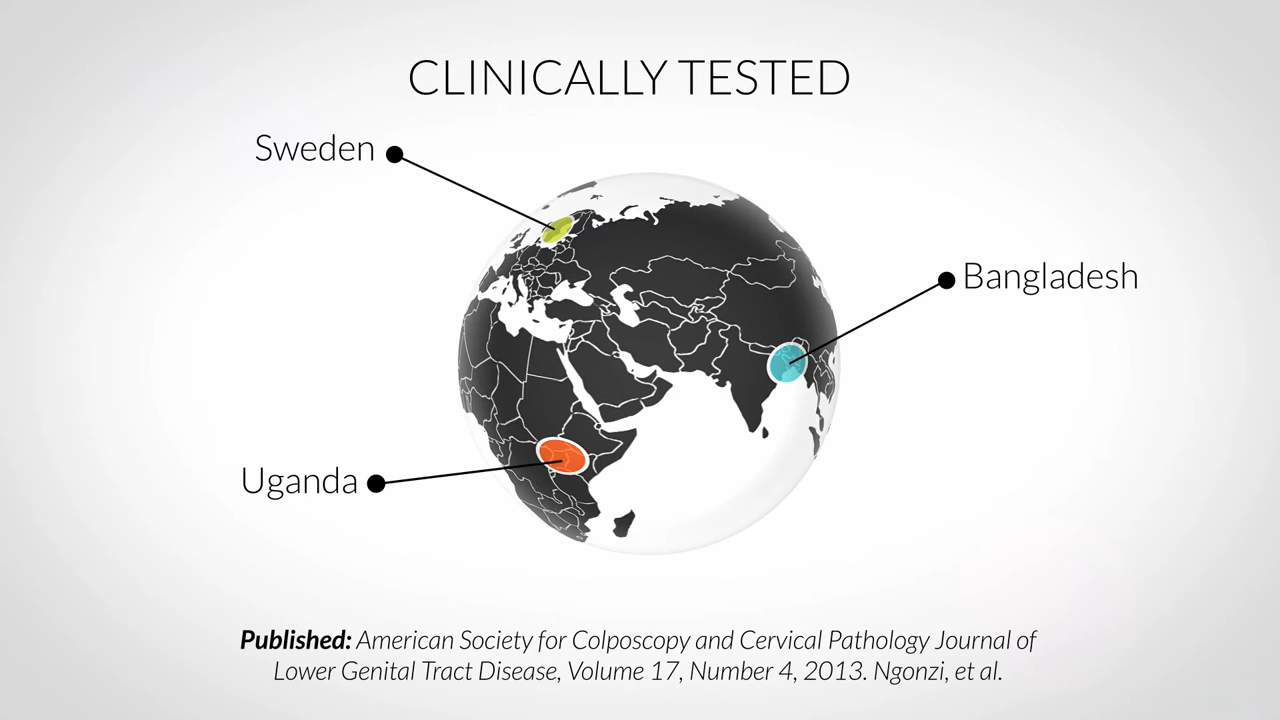 CLINICALLY TESTED
Sweden
Bangladesh
Uganda
Published: American Society for Colposcopy and Cervical Pathology Journal of
Lower Genital Tract Disease, Volume 17, Number 4, 2013. Ngonzi, et al.